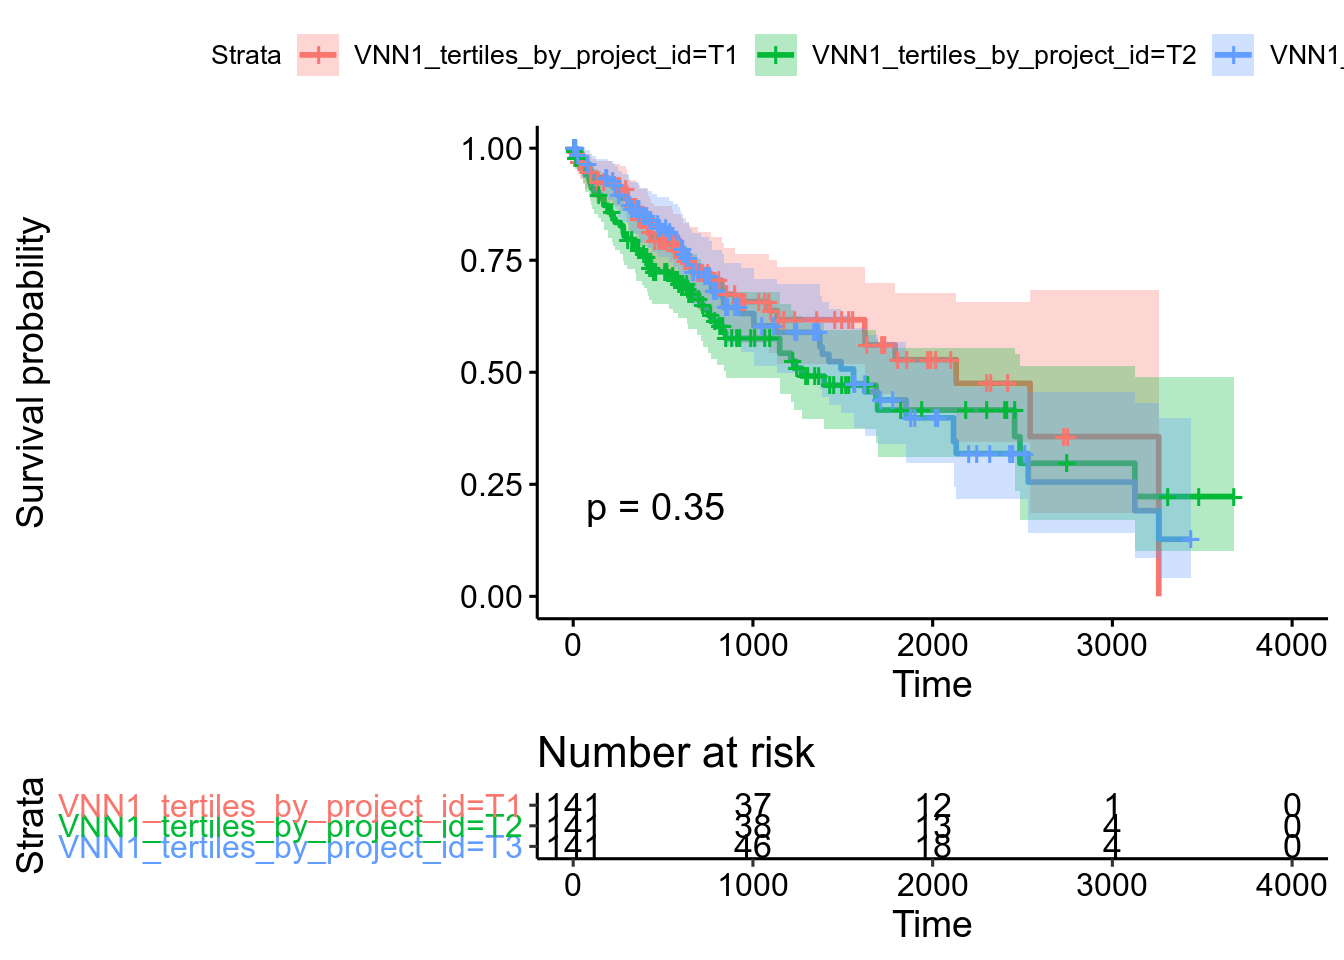 Strata VNN1_tertiles_by_project_id=T1 VNN1_tertiles_by_project_id=T2 VNN1_
Survival probability
1.00
0.75
0.50
0.25
0.00
p = 0.35
0 1000 2000 3000 4000
Time
Number at risk
Strata
VNN1_tertiles_by_project_id=T1 141 37 12 1 0
VNN1_tertiles_by_project_id=T2 141 38 13 4 0
VNN1_tertiles_by_project_id=T3 141 46 18 4 0
0 1000 2000 3000 4000
Time